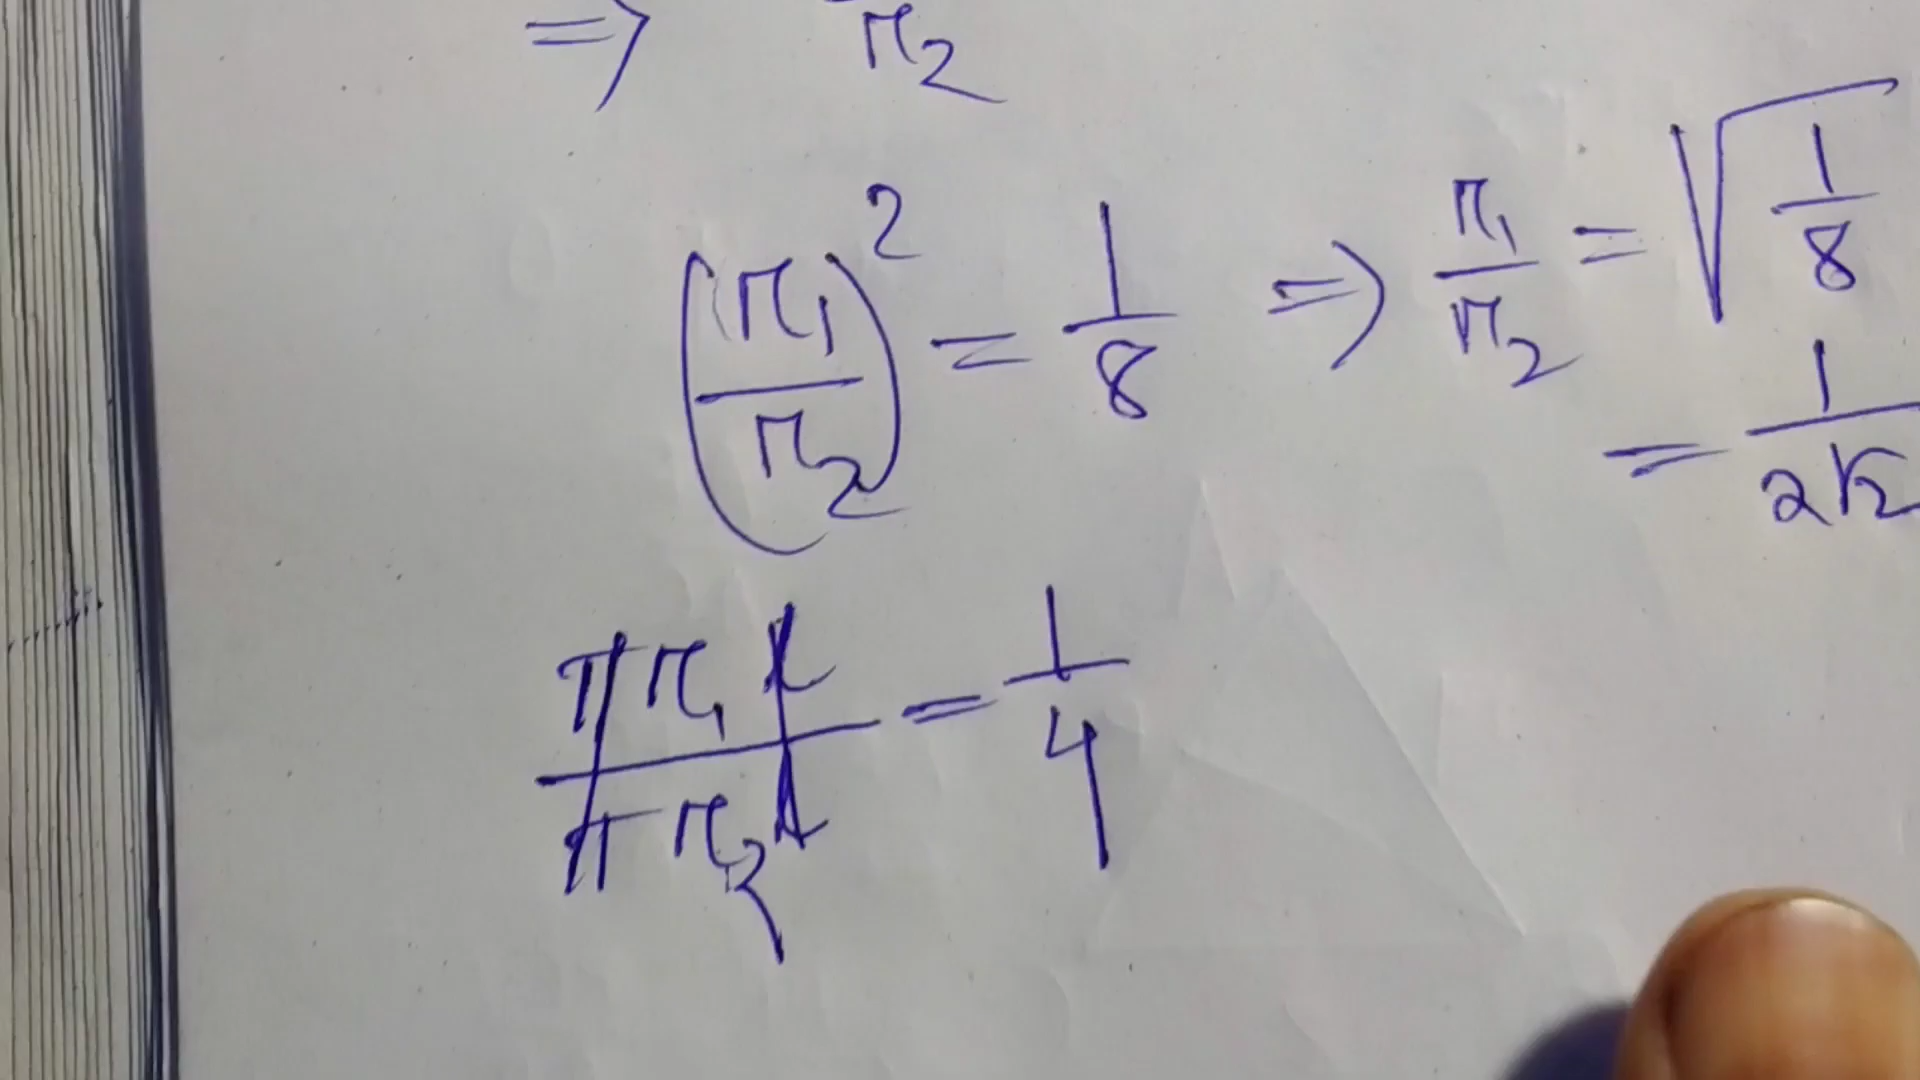 ⇒ r₂
(r₁/r₂)² = 1/8 ⇒ r₁/r₂ = √(1/8)
= 1/2√2
πr₁l/πr₂l = 1/4